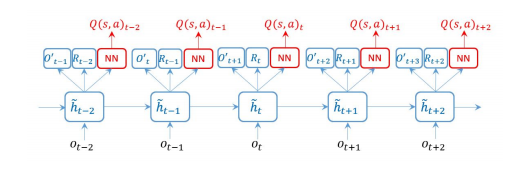 Q(s,a)t−2 Q(s,a)t−1 Q(s,a)t Q(s,a)t+1 Q(s,a)t+2
O't−1 Rt−2 NN O't Rt−1 NN O't+1 Rt NN O't+2 Rt+1 NN O't+3 Rt+2 NN
h̃t−2 h̃t−1 h̃t h̃t+1 h̃t+2
ot−2 ot−1 ot ot+1 ot+2